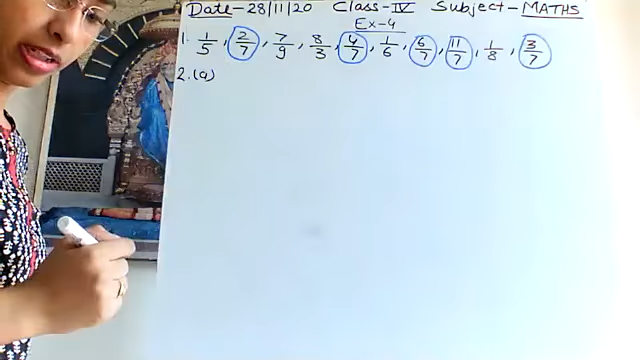 Date-28/11/20 Class-IV Subject-MATHS
Ex-4
1. 1/5, 2/7, 7/9, 8/3, 4/7, 1/6, 6/7, 11/7, 1/8, 3/7
2.(a)